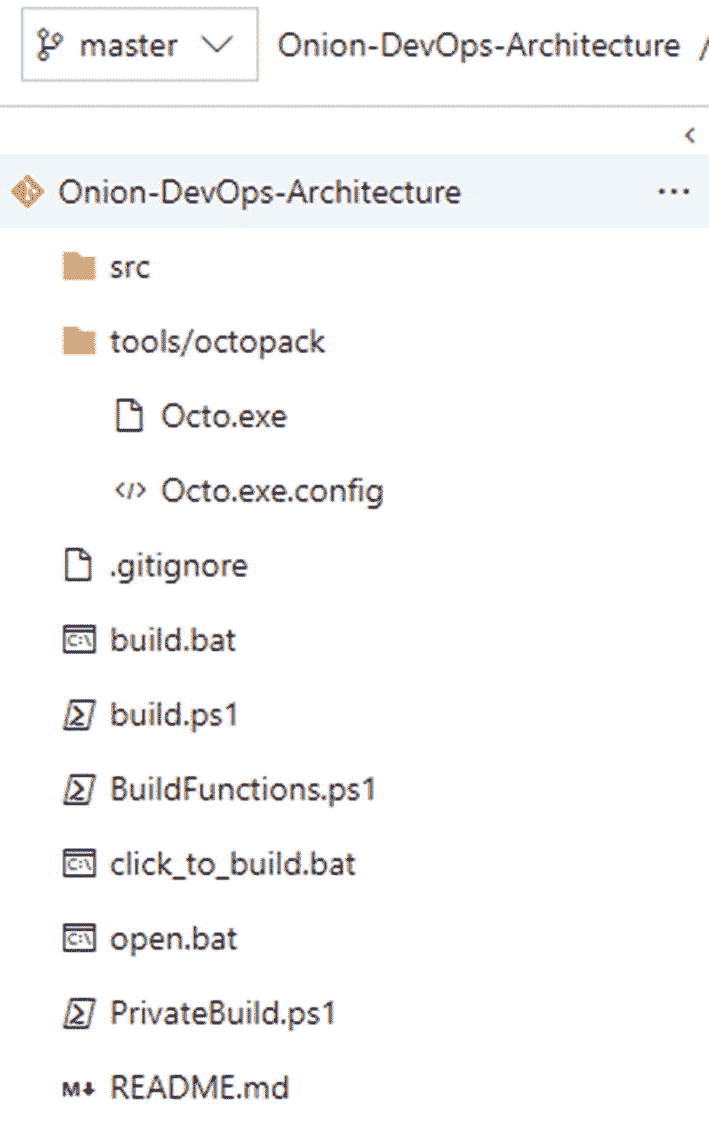 master Onion-DevOps-Architecture /
Onion-DevOps-Architecture ...
src
tools/octopack
Octo.exe
</> Octo.exe.config
.gitignore
C:\ build.bat
build.ps1
BuildFunctions.ps1
C:\ click_to_build.bat
C:\ open.bat
PrivateBuild.ps1
M↓ README.md